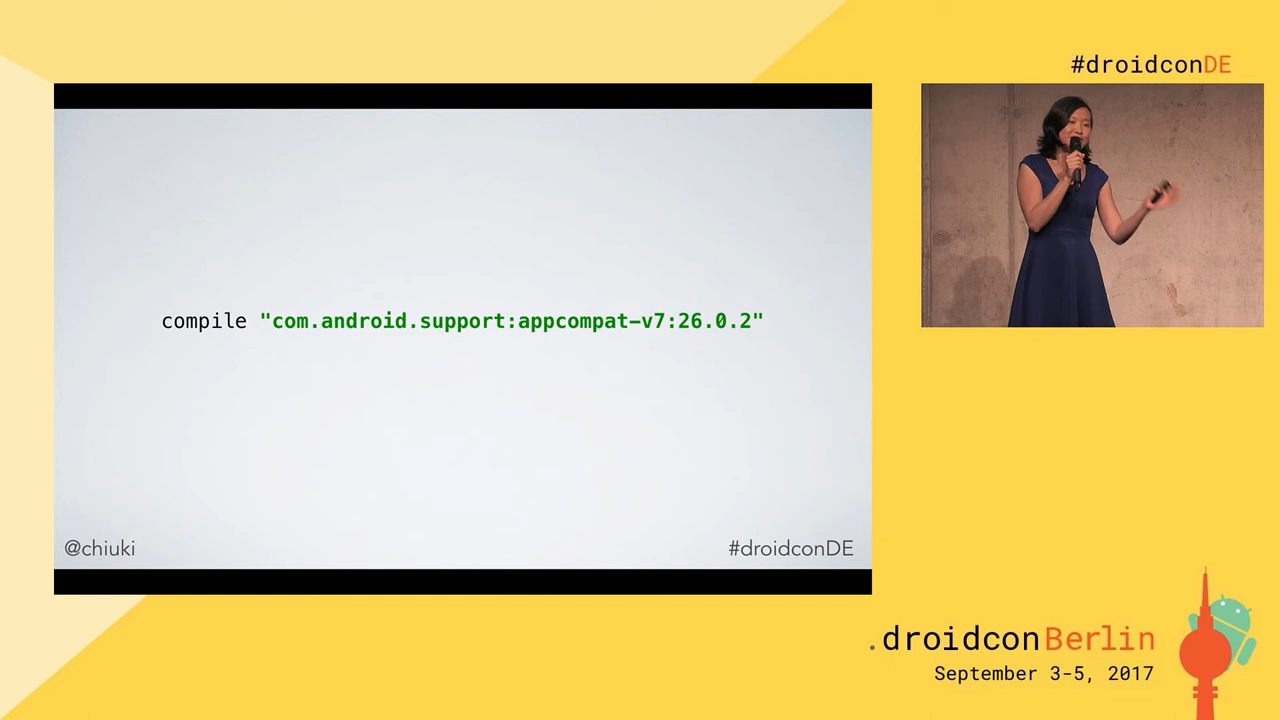 #droidconDE
compile "com.android.support:appcompat-v7:26.0.2"
@chiuki
#droidconDE
.droidconBerlin
September 3-5, 2017